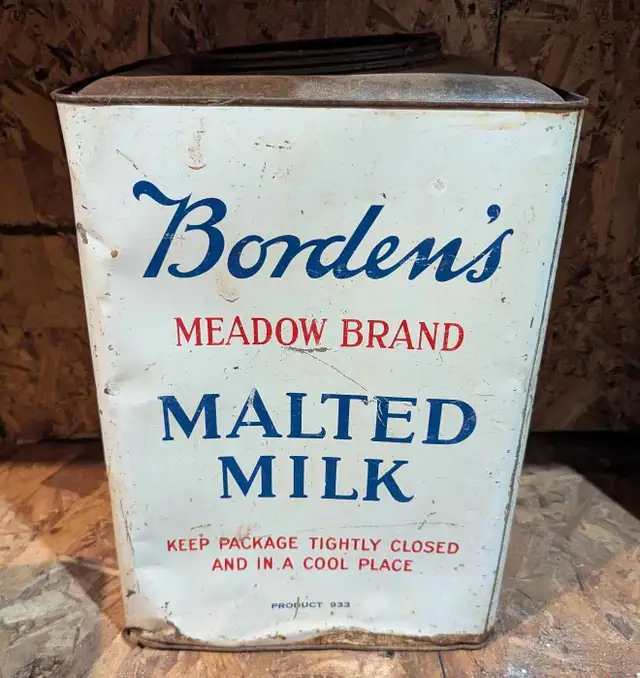 Borden's
MEADOW BRAND
MALTED
MILK
KEEP PACKAGE TIGHTLY CLOSED
AND IN A COOL PLACE
PRODUCT 933